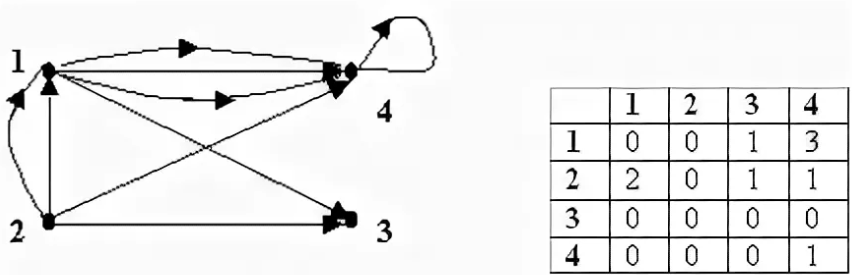 1
4
2
3
1 2 3 4
1 0 0 1 3
2 2 0 1 1
3 0 0 0 0
4 0 0 0 1